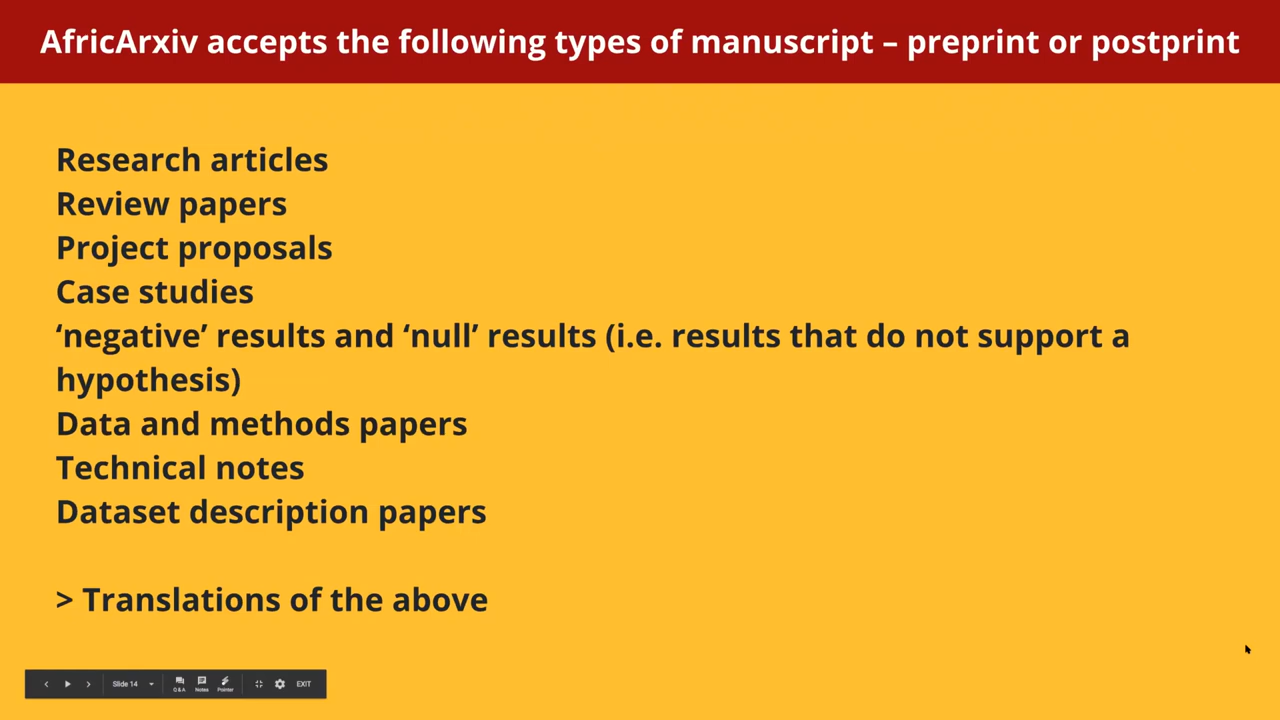 AfricArxiv accepts the following types of manuscript – preprint or postprint
Research articles
Review papers
Project proposals
Case studies
‘negative’ results and ‘null’ results (i.e. results that do not support a
hypothesis)
Data and methods papers
Technical notes
Dataset description papers
> Translations of the above
Slide 14
Q&A
Notes
Pointer
EXIT